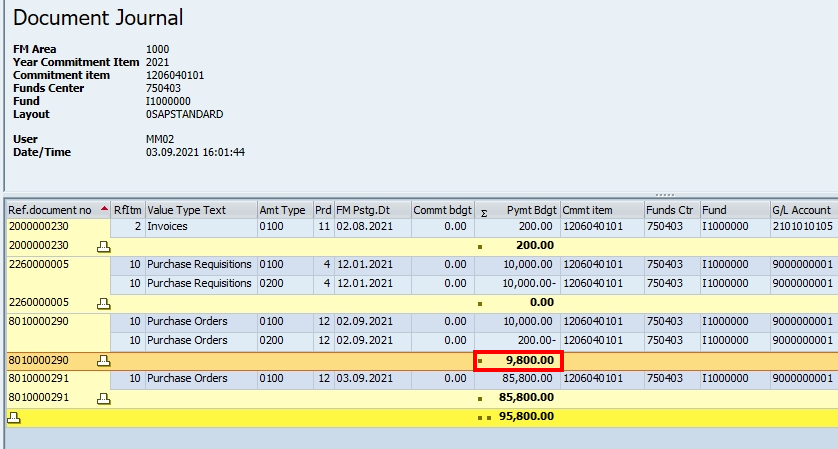 Document Journal
FM Area 1000
Year Commitment Item 2021
Commitment item 1206040101
Funds Center 750403
Fund I1000000
Layout 0SAPSTANDARD
User MM02
Date/Time 03.09.2021 16:01:44
Ref.document no RfItm Value Type Text Amt Type Prd FM Pstg.Dt Commt bdgt Σ Pymt Bdgt Cmmt item Funds Ctr Fund G/L Account
2000000230 2 Invoices 0100 11 02.08.2021 0.00 200.00 1206040101 750403 I1000000 2101010105
2000000230 200.00
2260000005 10 Purchase Requisitions 0100 4 12.01.2021 0.00 10,000.00 1206040101 750403 I1000000 9000000001
10 Purchase Requisitions 0200 4 12.01.2021 0.00 10,000.00- 1206040101 750403 I1000000 9000000001
2260000005 0.00
8010000290 10 Purchase Orders 0100 12 02.09.2021 0.00 10,000.00 1206040101 750403 I1000000 9000000001
10 Purchase Orders 0200 12 02.09.2021 0.00 200.00- 1206040101 750403 I1000000 9000000001
8010000290 9,800.00
8010000291 10 Purchase Orders 0100 12 03.09.2021 0.00 85,800.00 1206040101 750403 I1000000 9000000001
8010000291 85,800.00
95,800.00